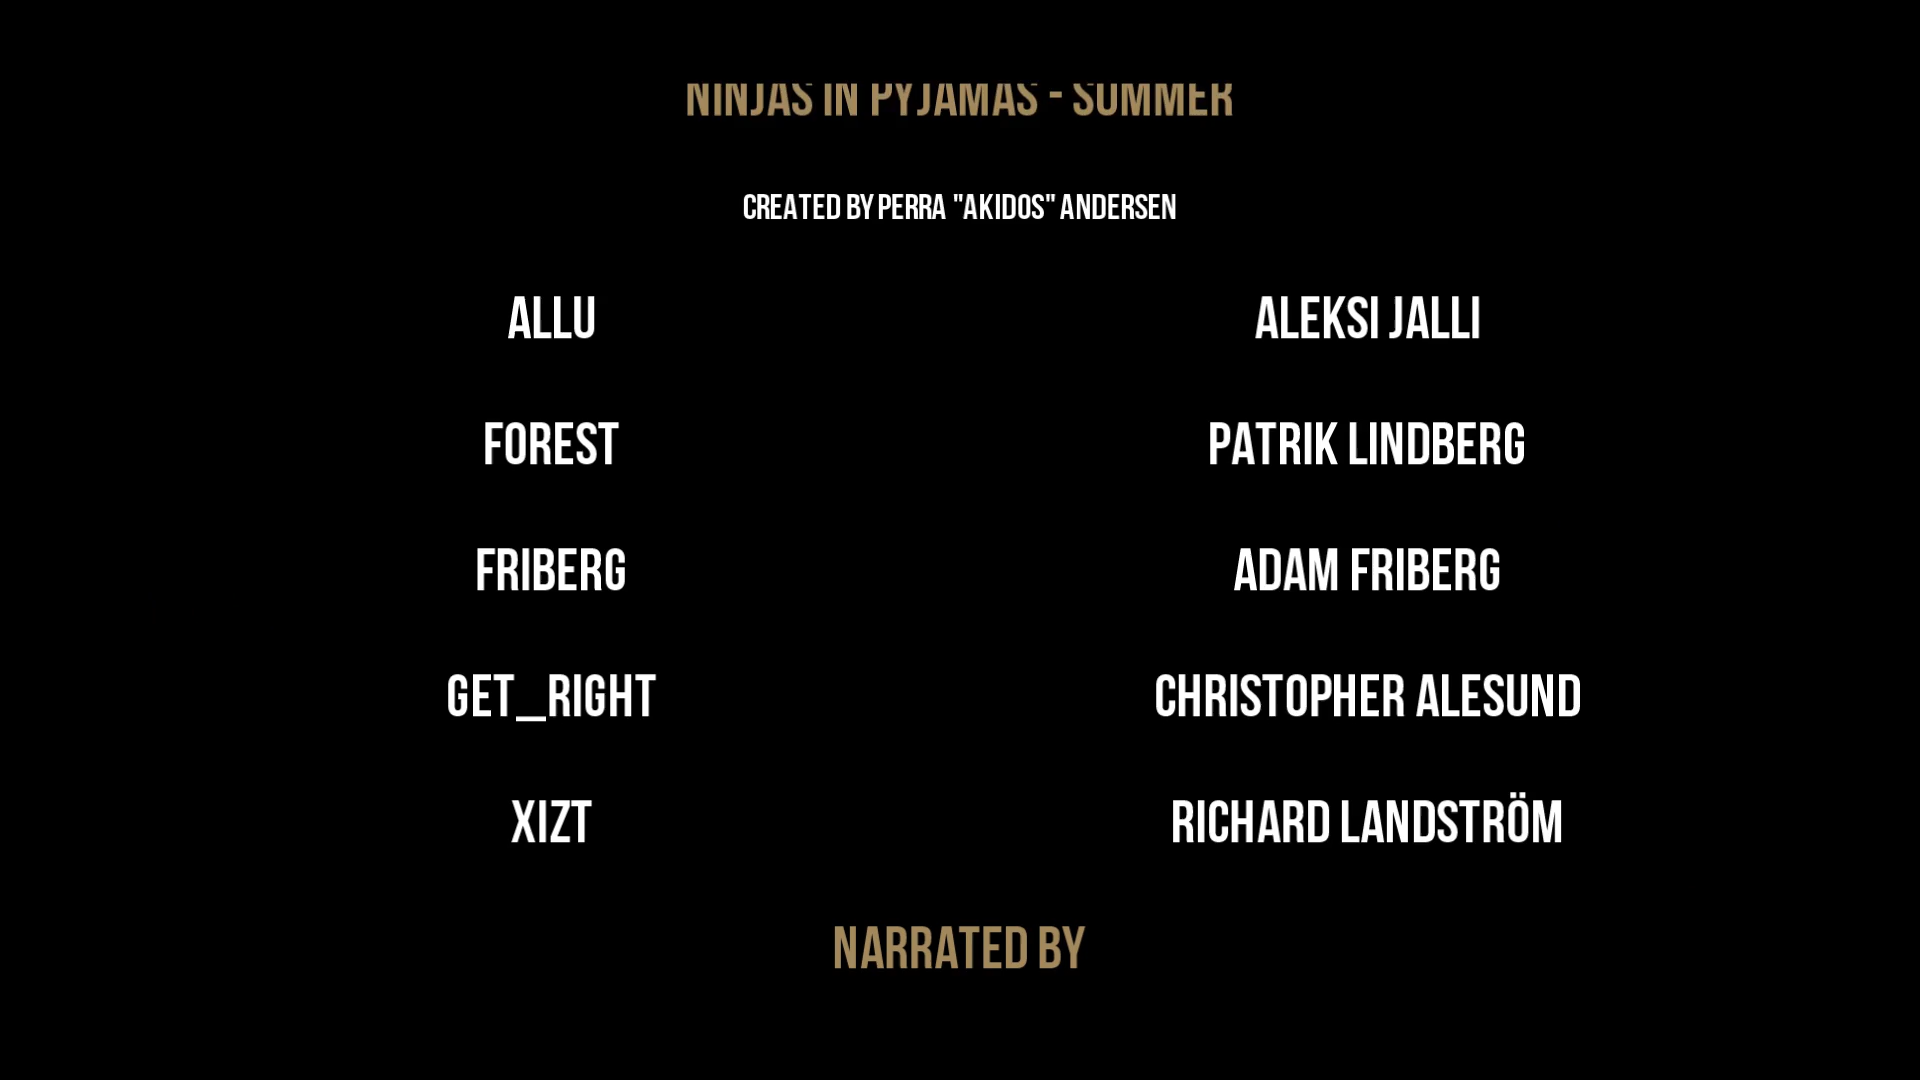 NINJAS IN PYJAMAS - SUMMER
CREATED BY PERRA "AKIDOS" ANDERSEN
ALLU ALEKSI JALLI
FOREST PATRIK LINDBERG
FRIBERG ADAM FRIBERG
GET_RIGHT CHRISTOPHER ALESUND
XIZT RICHARD LANDSTRÖM
NARRATED BY